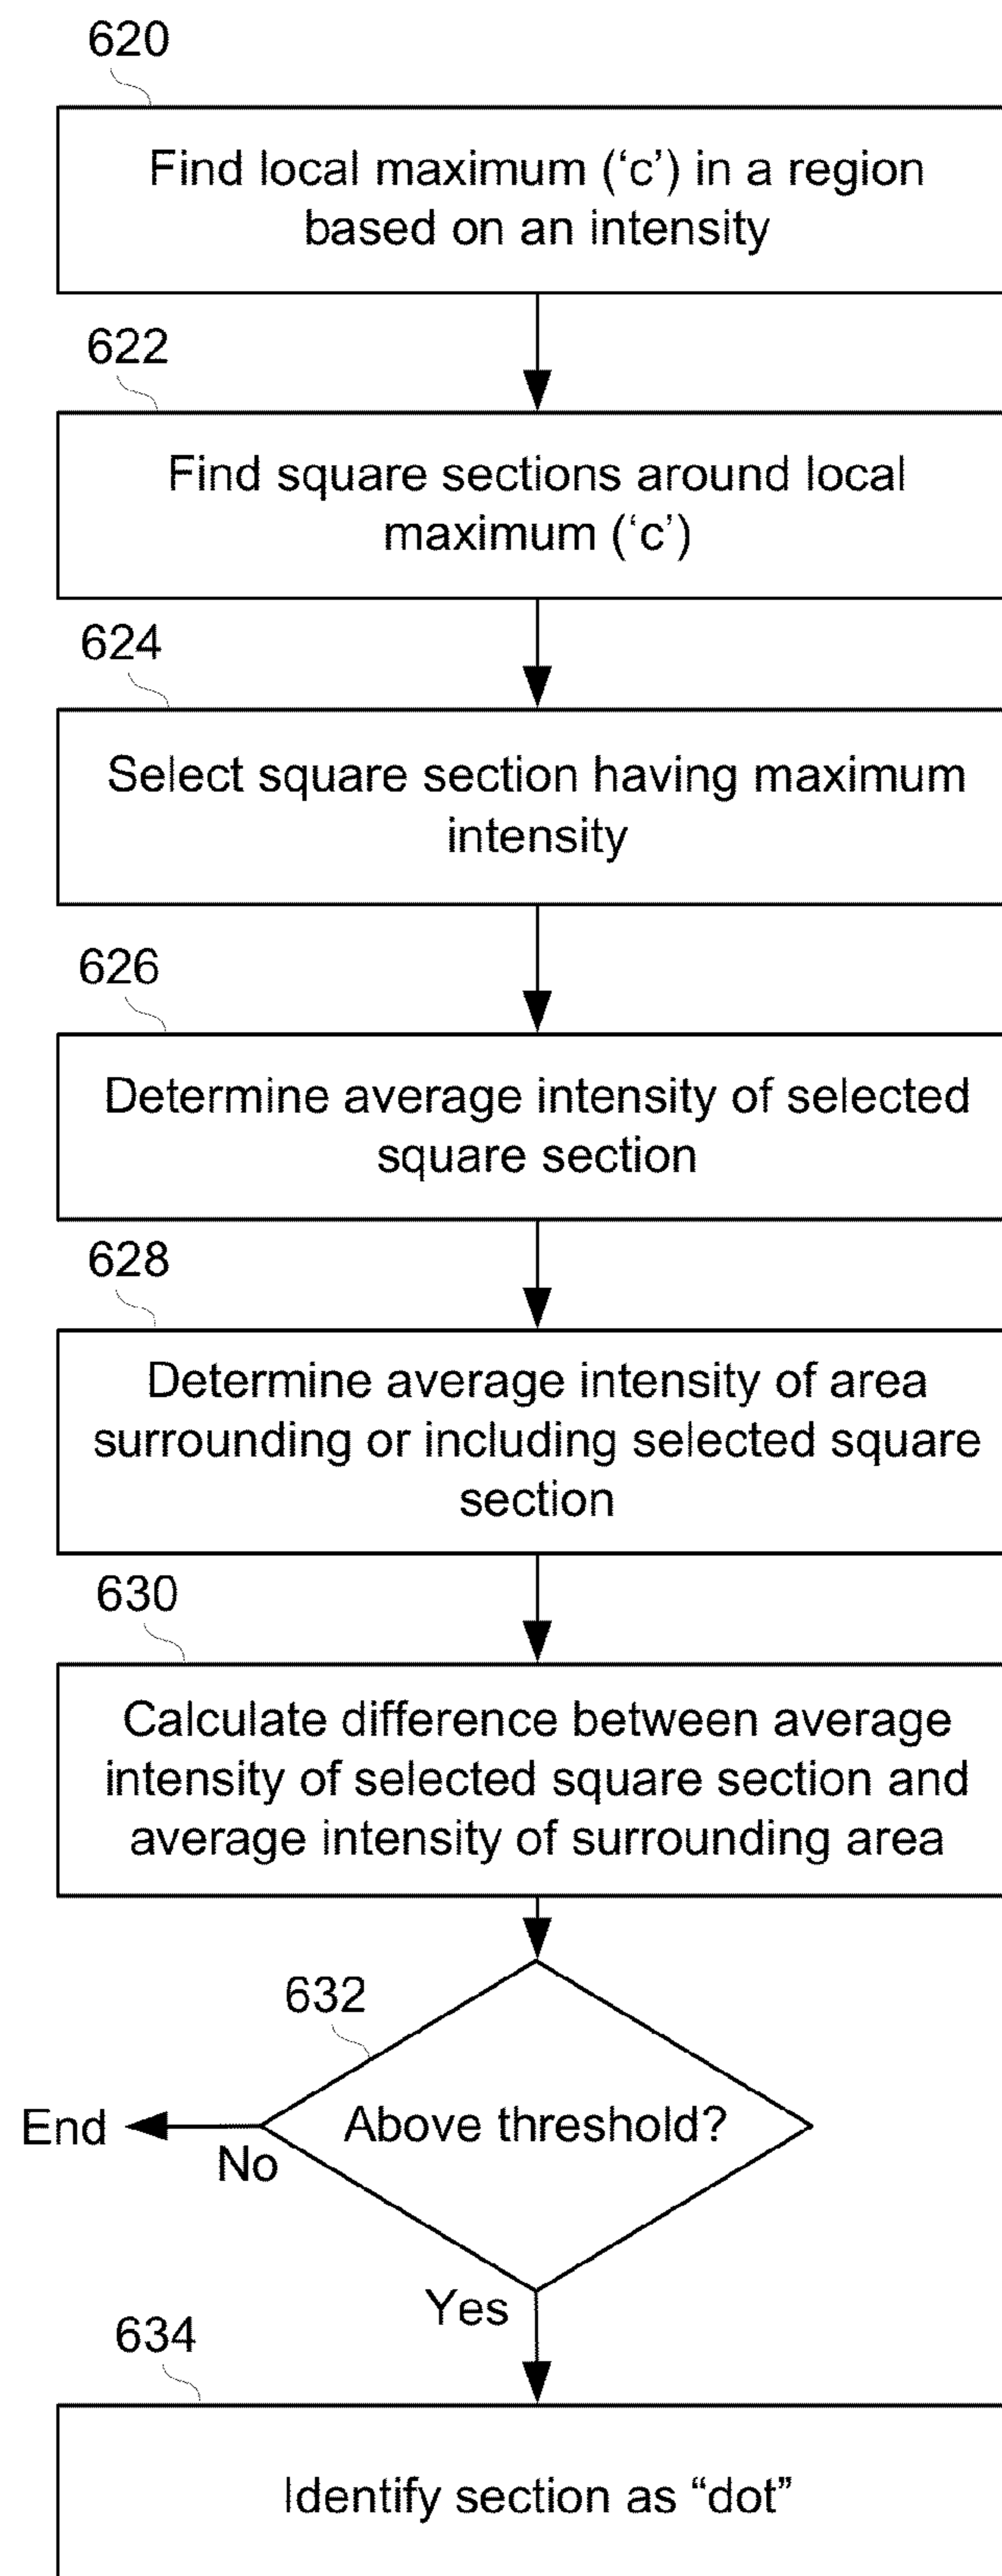 620
Find local maximum (‘c’) in a region
based on an intensity
622
Find square sections around local
maximum (‘c’)
624
Select square section having maximum
intensity
626
Determine average intensity of selected
square section
628
Determine average intensity of area
surrounding or including selected square
section
630
Calculate difference between average
intensity of selected square section and
average intensity of surrounding area
632
Above threshold?
End
No
Yes
634
Identify section as “dot”